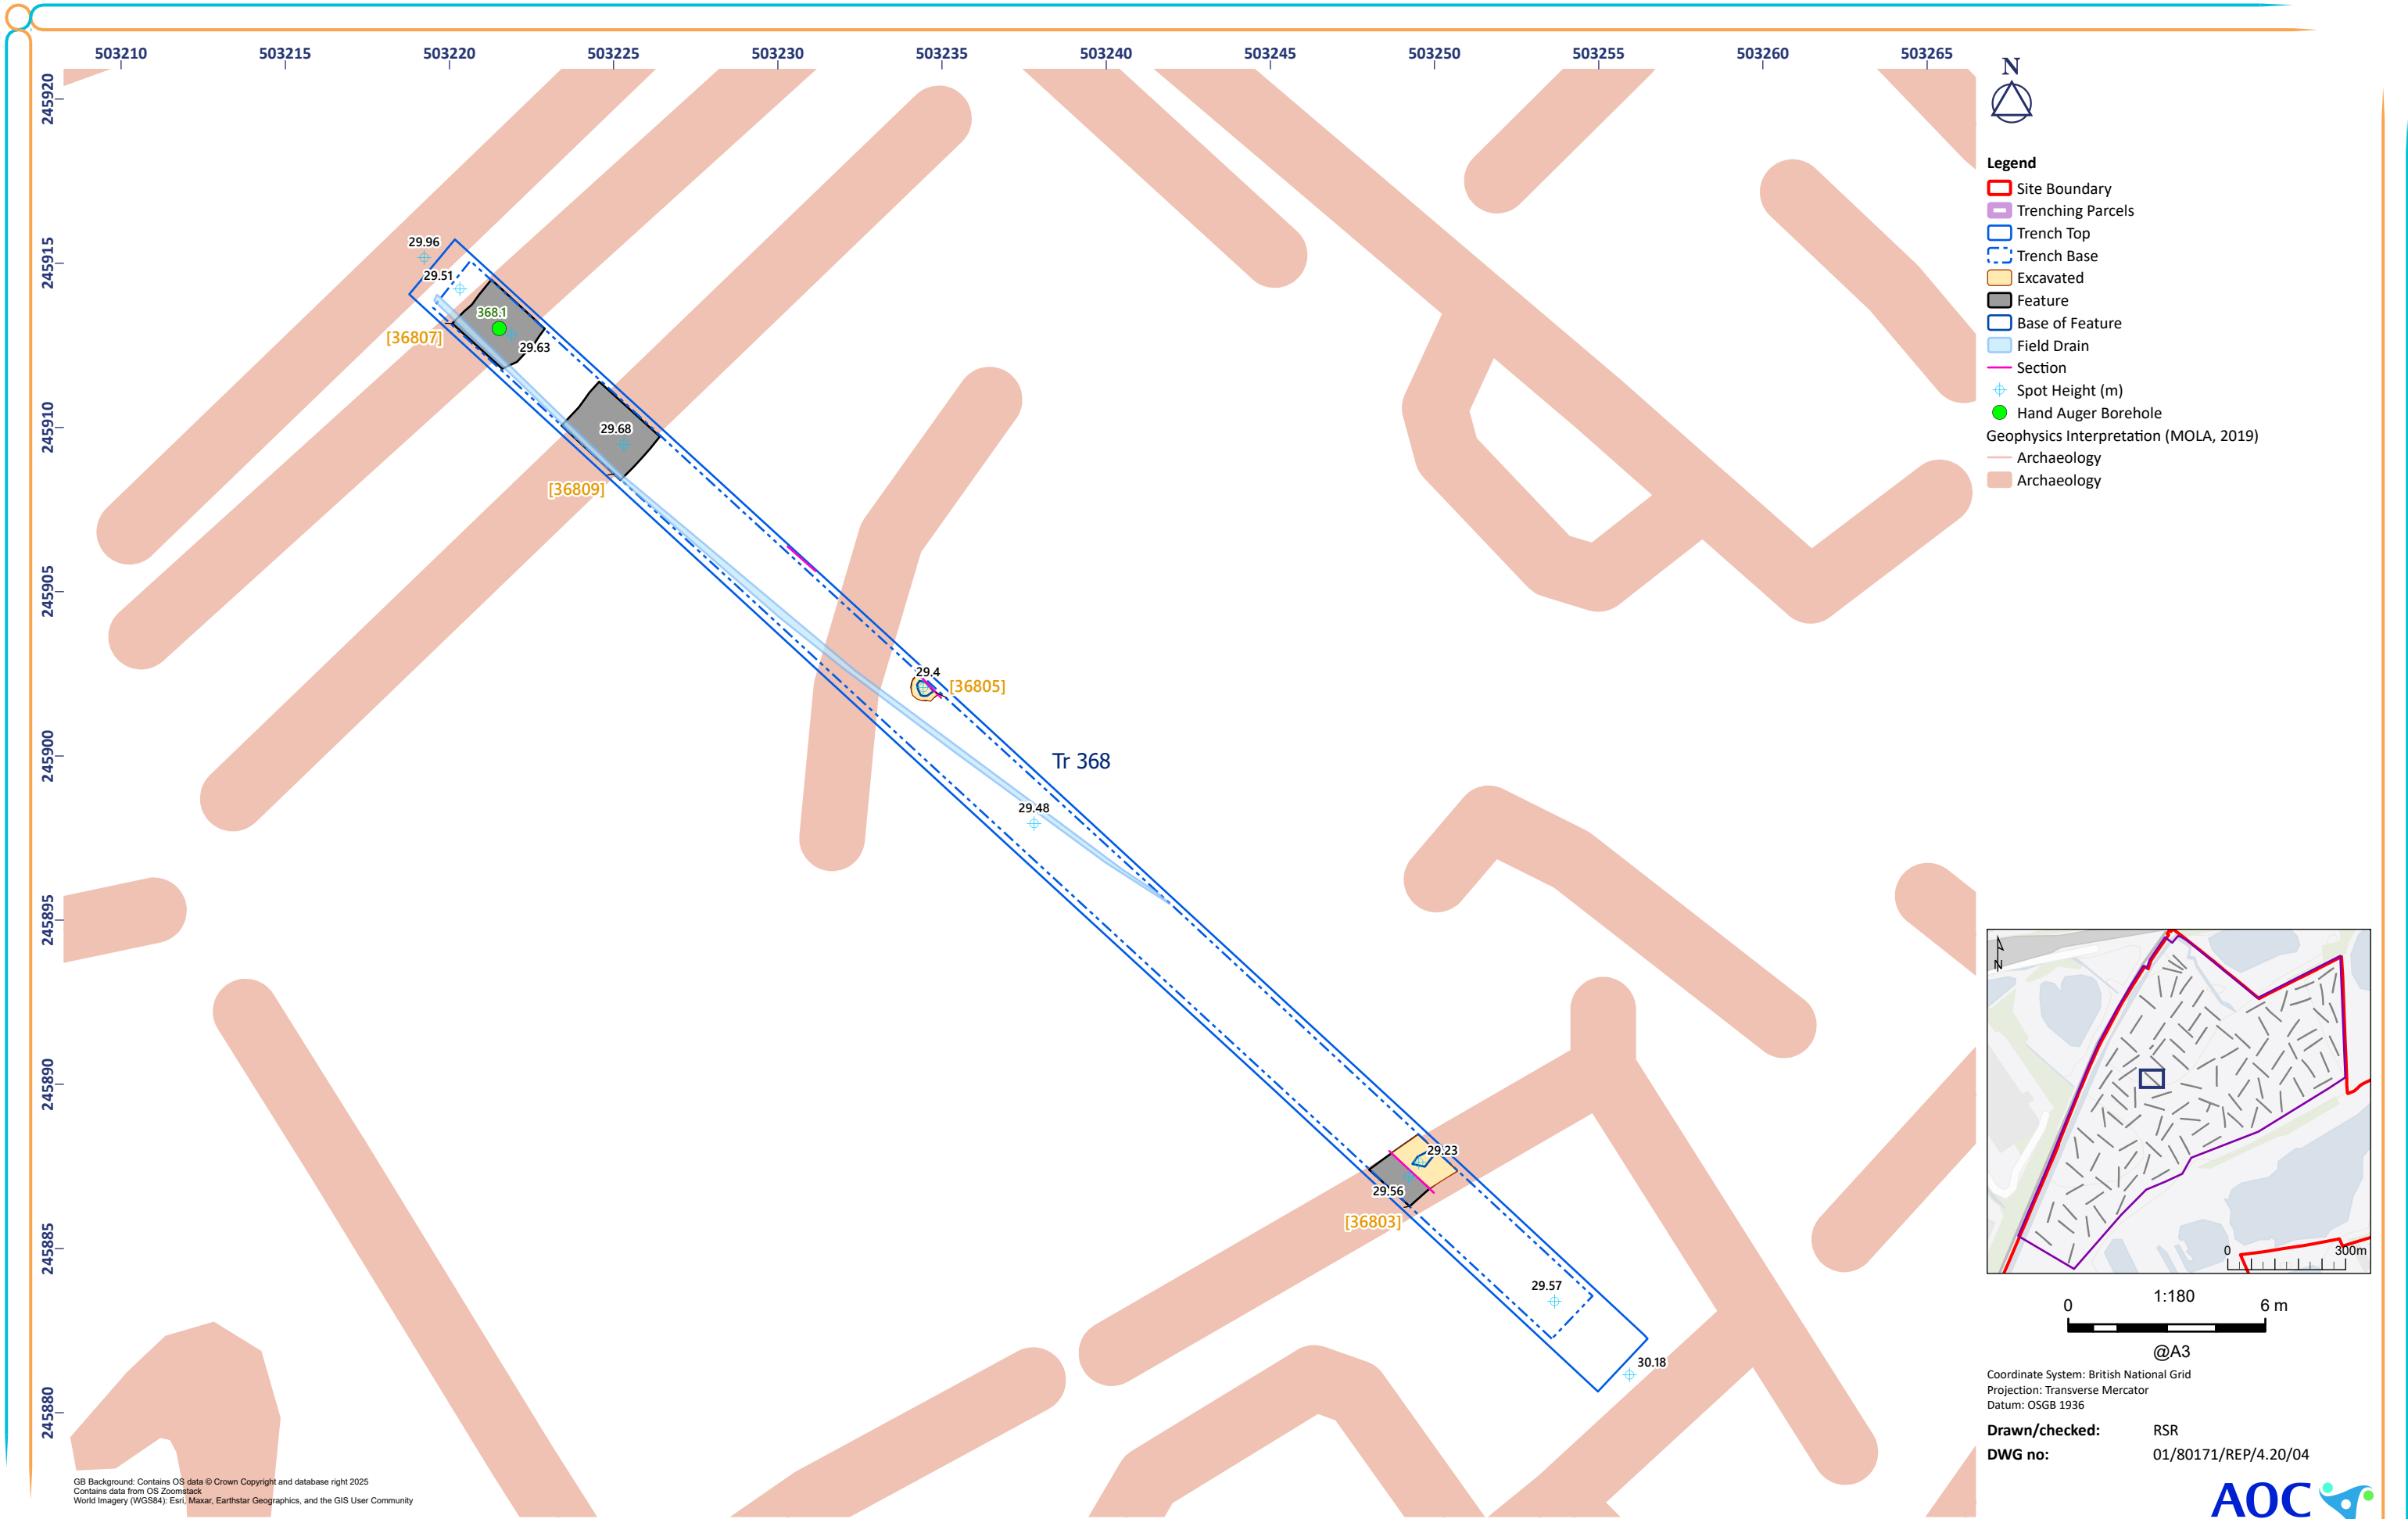 503210 503215 503220 503225 503230 503235 503240 503245 503250 503255 503260 503265
245920
245915
245910
245905
245900
245895
245890
245885
245880
29.96
29.51
368.1
[36807]
29.63
29.68
[36809]
29.4
[36805]
Tr 368
29.48
29.23
29.56
[36803]
29.57
30.18
N
Legend
Site Boundary
Trenching Parcels
Trench Top
Trench Base
Excavated
Feature
Base of Feature
Field Drain
Section
Spot Height (m)
Hand Auger Borehole
Geophysics Interpretation (MOLA, 2019)
Archaeology
Archaeology
N
0 300m
1:180
0 6 m
@A3
Coordinate System: British National Grid
Projection: Transverse Mercator
Datum: OSGB 1936
Drawn/checked: RSR
DWG no: 01/80171/REP/4.20/04
AOC
GB Background: Contains OS data © Crown Copyright and database right 2025
Contains data from OS Zoomstack
World Imagery (WGS84): Esri, Maxar, Earthstar Geographics, and the GIS User Community